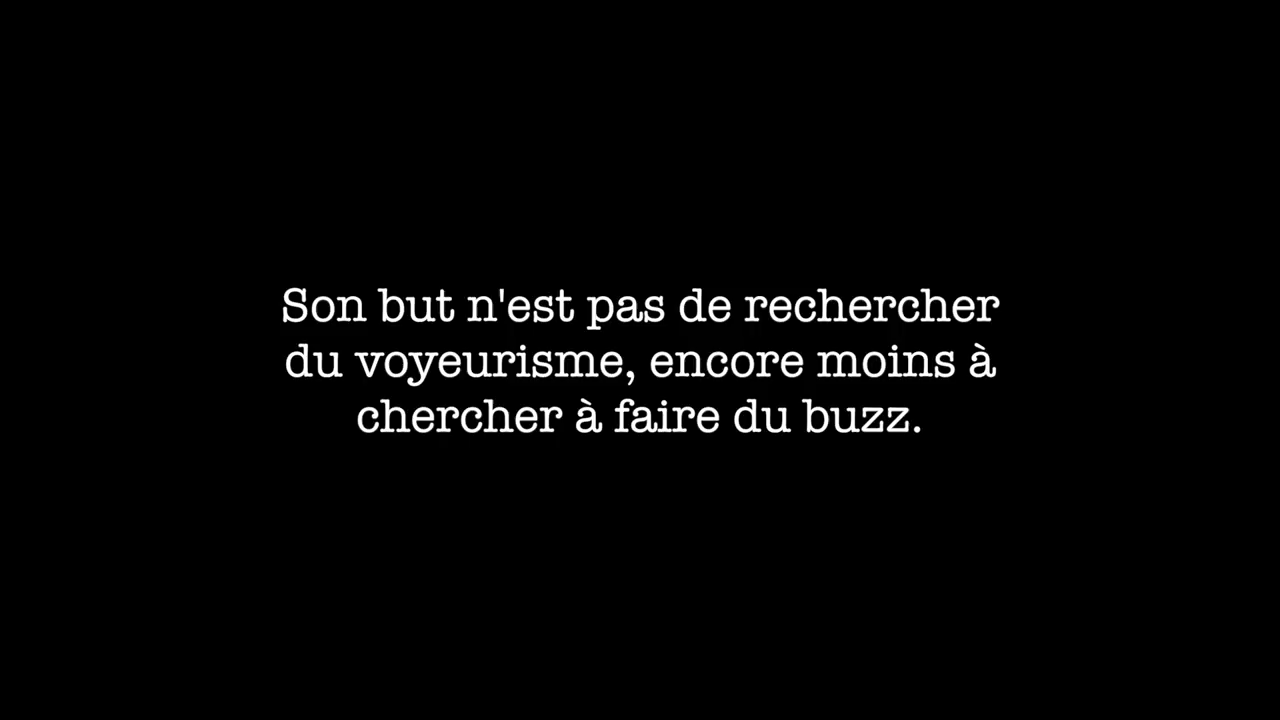 Son but n'est pas de rechercher
du voyeurisme, encore moins à
chercher à faire du buzz.